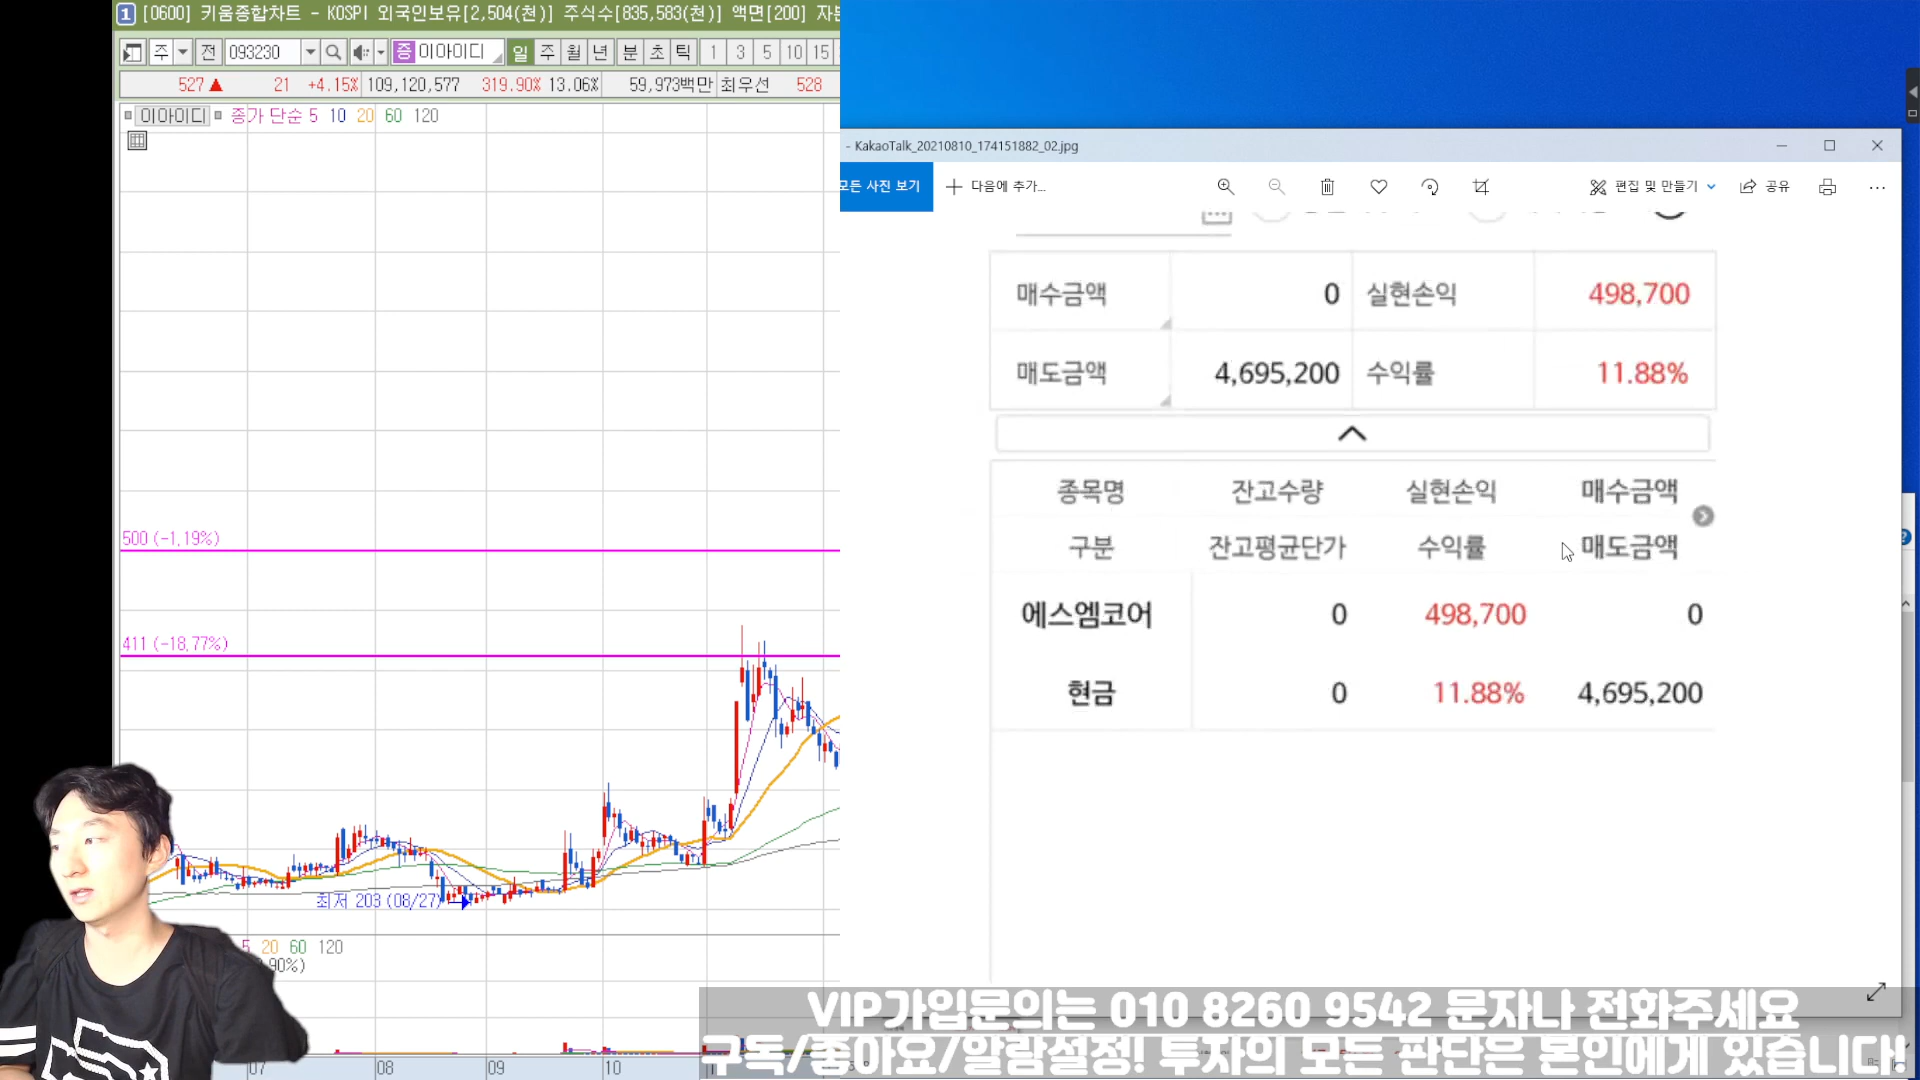 1 [0600] 키움종합차트 - KOSPI 외국인보유[2,504(천)] 주식수[835,583(천)] 액면[200]
주 전 093230 증 이아이디 일 주 월 년 분 초 틱 1 3 5 10 15
527▲ 21 +4.15% 109,120,577 319.90% 13.06% 59,973백만 최우선 528
이아이디 종가 단순 5 10 20 60 120
500 (-1,19%)
411 (-18,77%)
최저 203 (08/27)
5 20 60 120
90%)
07 08 09 10
- KakaoTalk_20210810_174151882_02.jpg
모든 사진 보기 다음에 추가... 편집 및 만들기 공유 ...
매수금액 0 실현손익 498,700
매도금액 4,695,200 수익률 11.88%
종목명 잔고수량 실현손익 매수금액
구분 잔고평균단가 수익률 매도금액
에스엠코어 0 498,700 0
현금 0 11.88% 4,695,200
VIP가입문의는 010 8260 9542 문자나 전화주세요
구독/좋아요/알람설정! 투자의 모든 판단은 본인에게 있습니다!